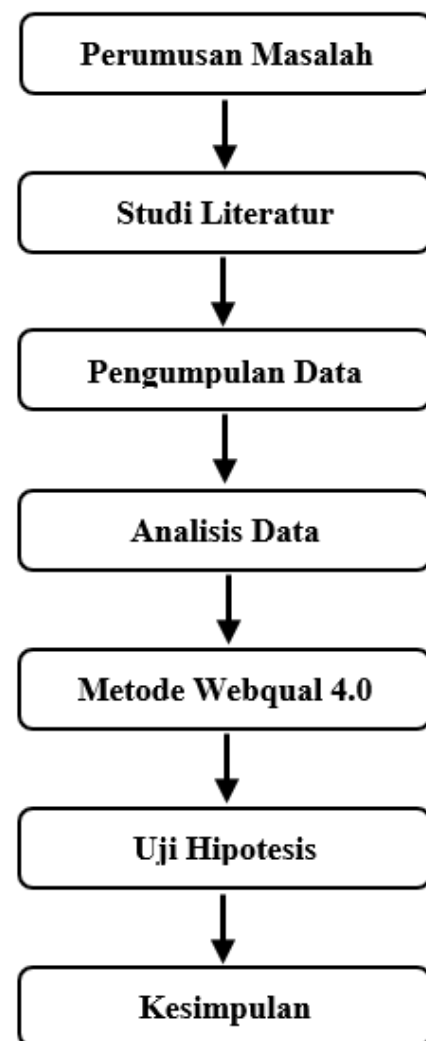 Perumusan Masalah
Studi Literatur
Pengumpulan Data
Analisis Data
Metode Webqual 4.0
Uji Hipotesis
Kesimpulan